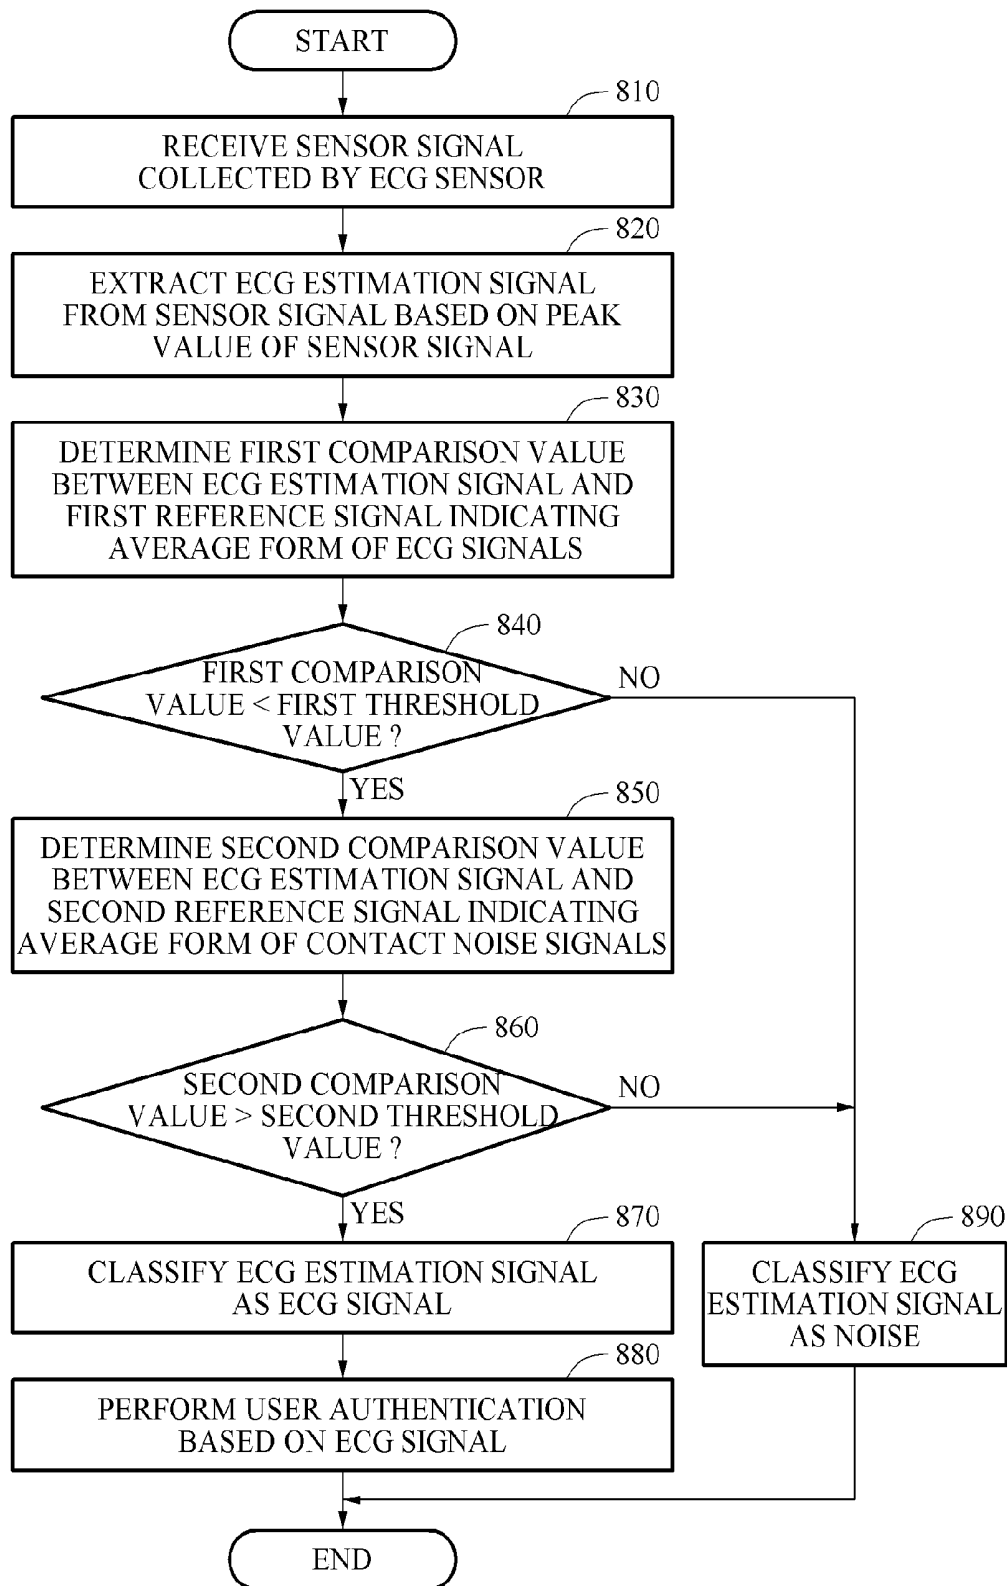 START
810
RECEIVE SENSOR SIGNAL
COLLECTED BY ECG SENSOR
820
EXTRACT ECG ESTIMATION SIGNAL
FROM SENSOR SIGNAL BASED ON PEAK
VALUE OF SENSOR SIGNAL
830
DETERMINE FIRST COMPARISON VALUE
BETWEEN ECG ESTIMATION SIGNAL AND
FIRST REFERENCE SIGNAL INDICATING
AVERAGE FORM OF ECG SIGNALS
840
FIRST COMPARISON
VALUE < FIRST THRESHOLD
VALUE ?
NO
YES
850
DETERMINE SECOND COMPARISON VALUE
BETWEEN ECG ESTIMATION SIGNAL AND
SECOND REFERENCE SIGNAL INDICATING
AVERAGE FORM OF CONTACT NOISE SIGNALS
860
SECOND COMPARISON
VALUE > SECOND THRESHOLD
VALUE ?
NO
YES
870
CLASSIFY ECG ESTIMATION SIGNAL
AS ECG SIGNAL
890
CLASSIFY ECG
ESTIMATION SIGNAL
AS NOISE
880
PERFORM USER AUTHENTICATION
BASED ON ECG SIGNAL
END